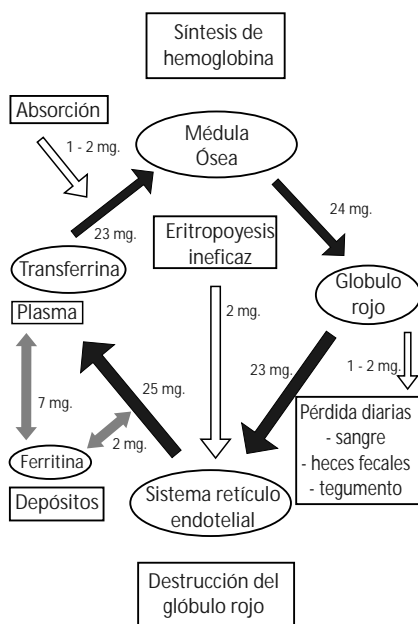 Síntesis de
hemoglobina
Absorción
1 - 2 mg.
Médula
Ósea
23 mg.
24 mg.
Eritropoyesis
ineficaz
Transferrina
Plasma
Globulo
rojo
2 mg.
1 - 2 mg.
23 mg.
25 mg.
7 mg.
2 mg.
Pérdida diarias
- sangre
- heces fecales
- tegumento
Ferritina
Depósitos
Sistema retículo
endotelial
Destrucción del
glóbulo rojo